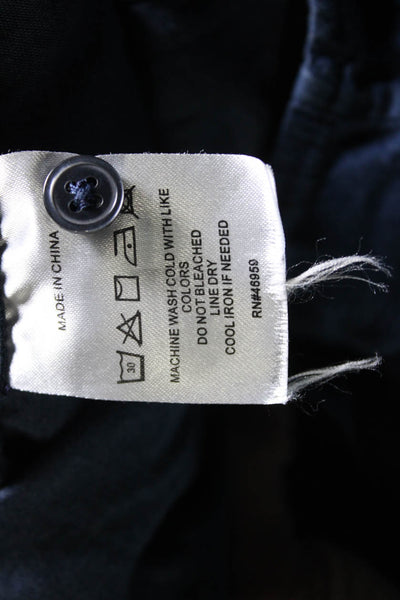 MADE IN CHINA
30
MACHINE WASH COLD WITH LIKE
COLORS
DO NOT BLEACHED
LINE DRY
COOL IRON IF NEEDED
RN#46959